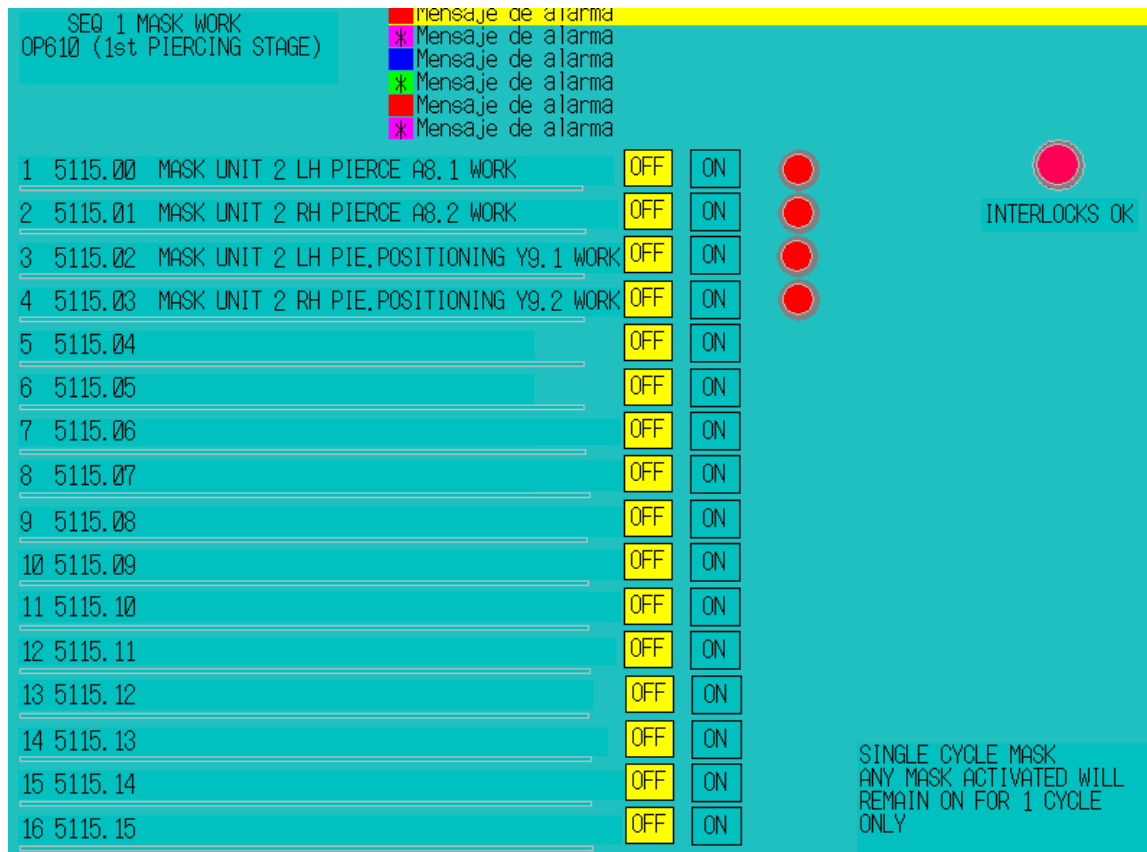 SEQ 1 MASK WORK
OP610 (1st PIERCING STAGE)
Mensaje de alarma
* Mensaje de alarma
Mensaje de alarma
* Mensaje de alarma
Mensaje de alarma
* Mensaje de alarma
1 5115.00 MASK UNIT 2 LH PIERCE A8.1 WORK OFF ON
2 5115.01 MASK UNIT 2 RH PIERCE A8.2 WORK OFF ON
3 5115.02 MASK UNIT 2 LH PIE.POSITIONING Y9.1 WORK OFF ON
4 5115.03 MASK UNIT 2 RH PIE.POSITIONING Y9.2 WORK OFF ON
INTERLOCKS OK
5 5115.04 OFF ON
6 5115.05 OFF ON
7 5115.06 OFF ON
8 5115.07 OFF ON
9 5115.08 OFF ON
10 5115.09 OFF ON
11 5115.10 OFF ON
12 5115.11 OFF ON
13 5115.12 OFF ON
14 5115.13 OFF ON
15 5115.14 OFF ON
16 5115.15 OFF ON
SINGLE CYCLE MASK
ANY MASK ACTIVATED WILL
REMAIN ON FOR 1 CYCLE
ONLY